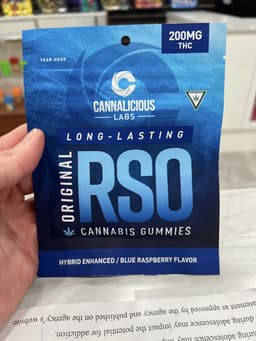 200MG
THC
TEAR HERE
CANNALICIOUS
LABS
LONG-LASTING
ORIGINAL
RSO
CANNABIS GUMMIES
HYBRID ENHANCED / BLUE RASPBERRY FLAVOR
atement as approved by the agency and published on the agency's w
during adolescence may impact the potential for addiction.